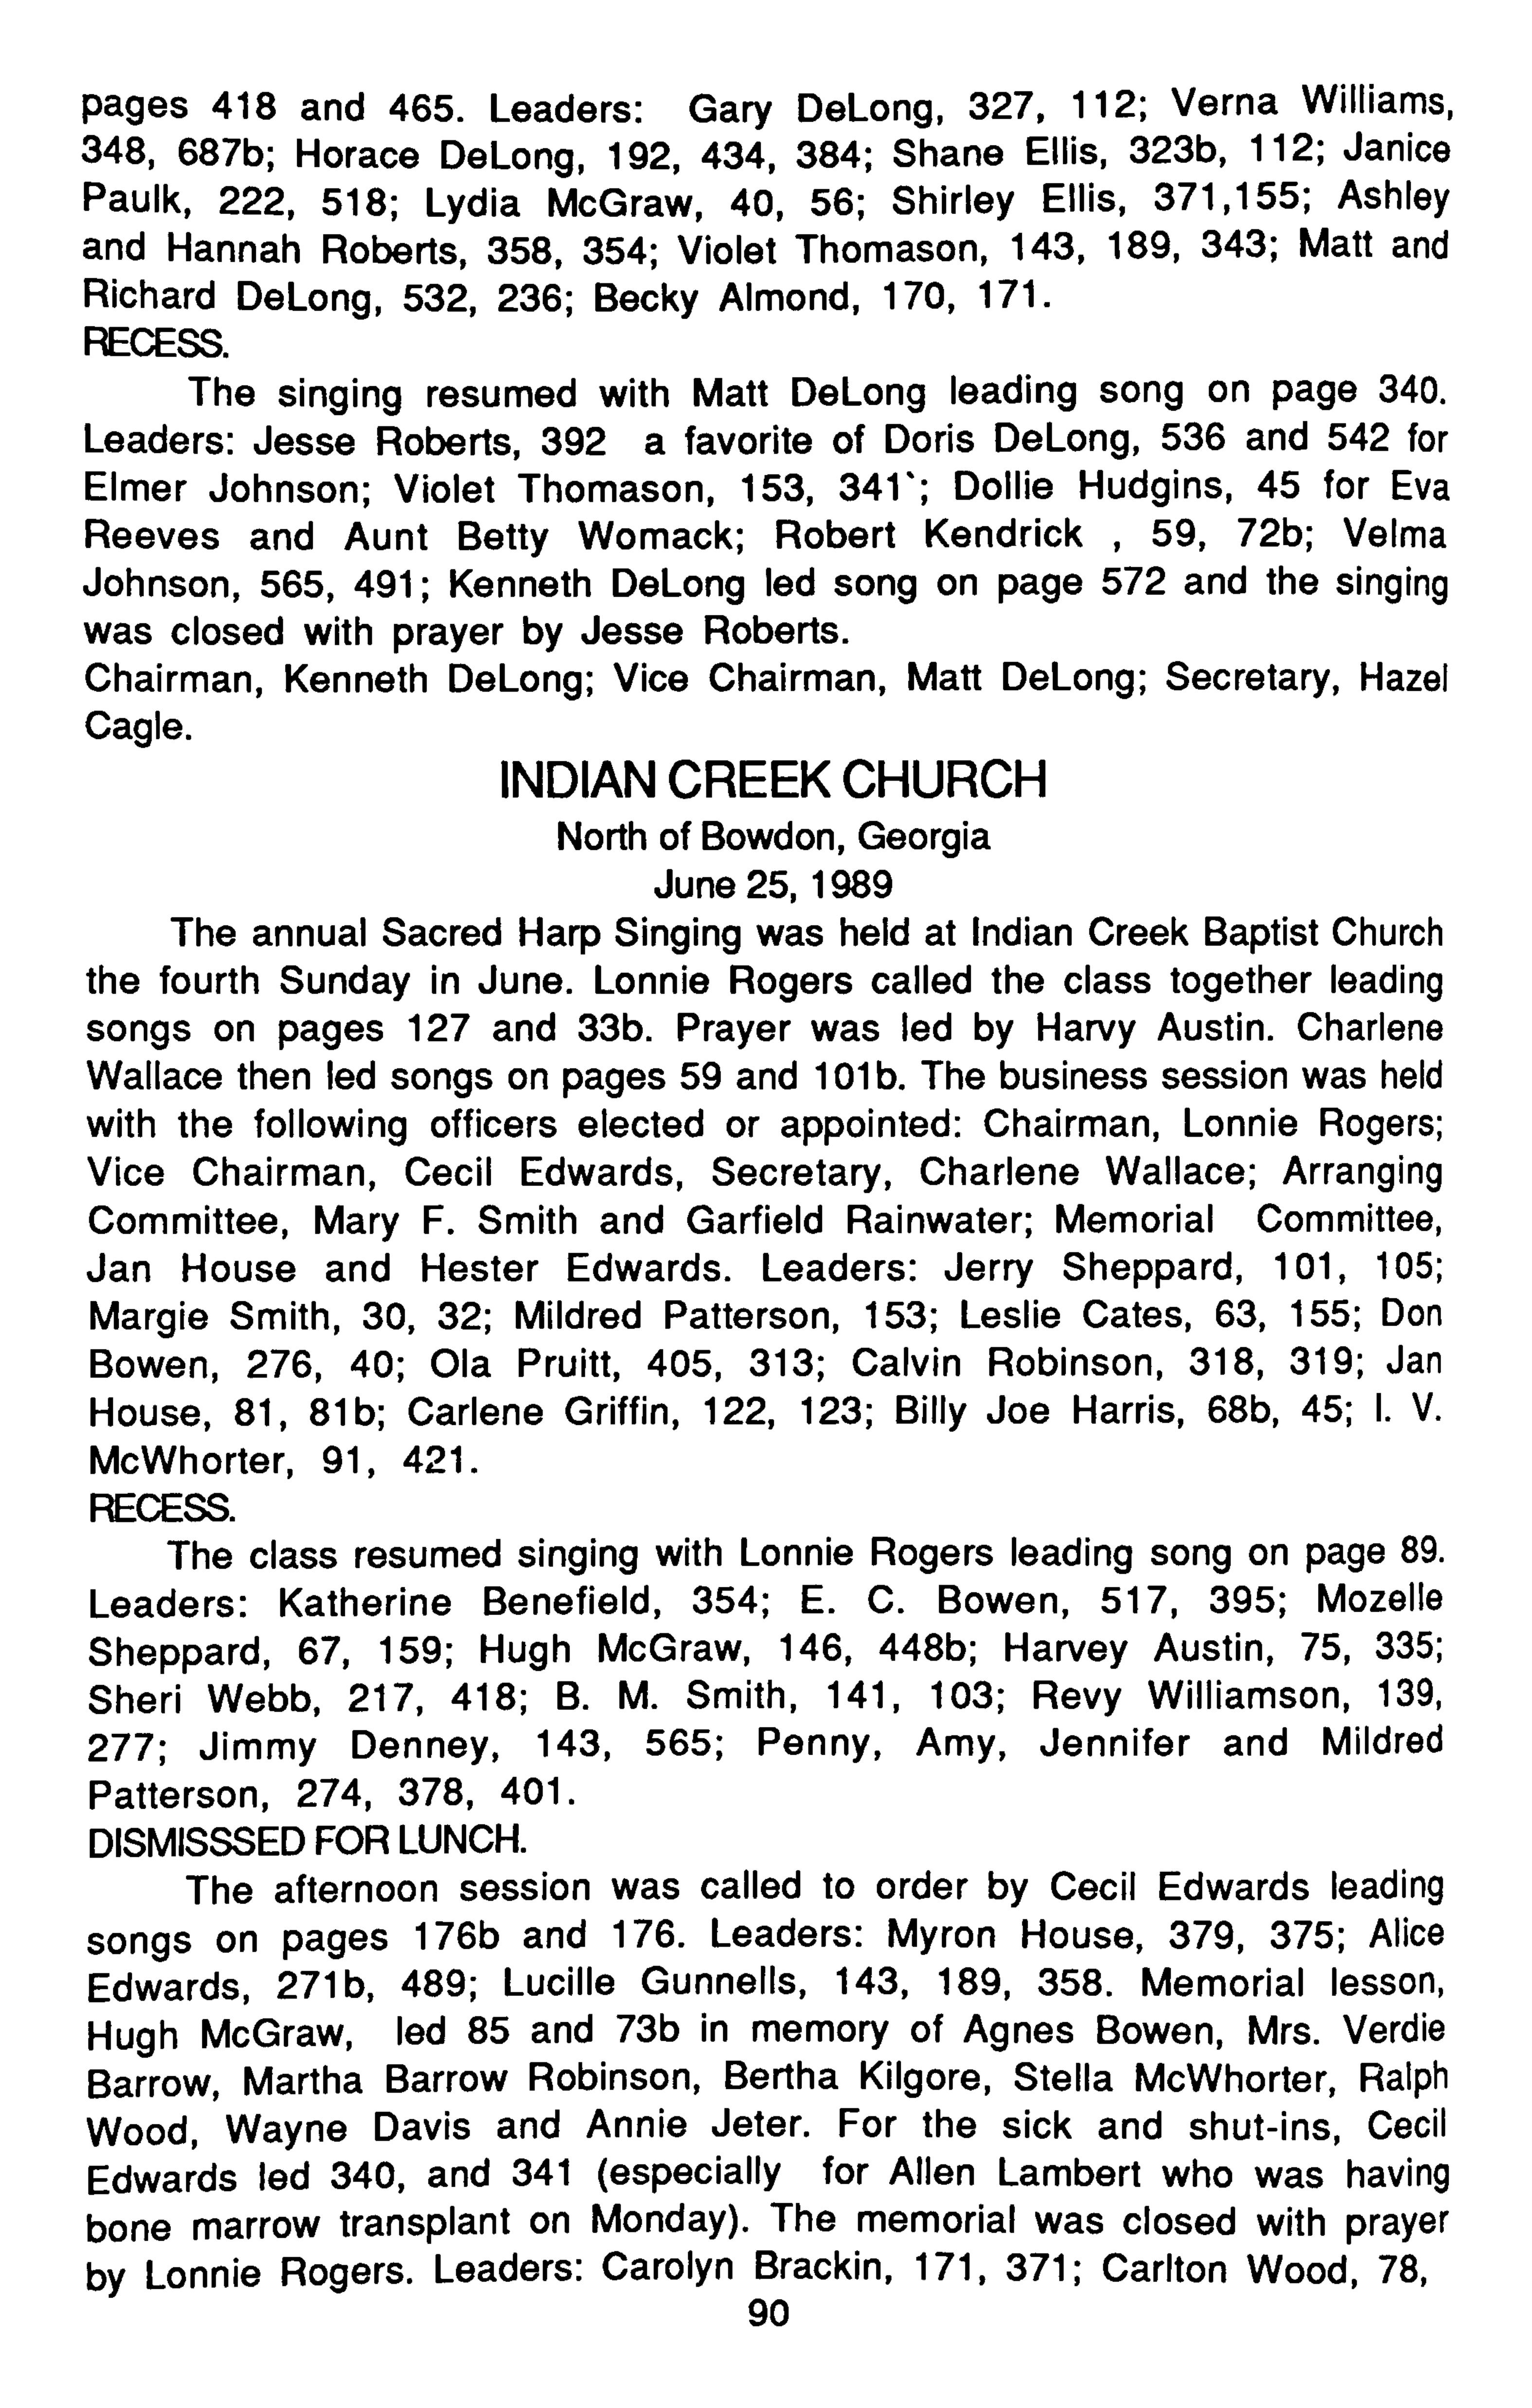 pages 418 and 465. Leaders: Gary DeLong, 327, 112; Verna Williams,
348, 687b; Horace DeLong, 192, 434, 384; Shane Ellis, 323b, 112; Janice
Paulk, 222, 518; Lydia McGraw, 40, 56; Shirley Ellis, 371,155; Ashley
and Hannah Roberts, 358, 354; Violet Thomason, 143, 189, 343; Matt and
Richard DeLong, 532, 236; Becky Almond, 170, 171.
RECESS.
The singing resumed with Matt DeLong leading song on page 340.
Leaders: Jesse Roberts, 392 a favorite of Doris DeLong, 536 and 542 for
Elmer Johnson; Violet Thomason, 153, 341`; Dollie Hudgins, 45 for Eva
Reeves and Aunt Betty Womack; Robert Kendrick , 59, 72b; Velma
Johnson, 565, 491; Kenneth DeLong led song on page 572 and the singing
was closed with prayer by Jesse Roberts.
Chairman, Kenneth DeLong; Vice Chairman, Matt DeLong; Secretary, Hazel
Cagle.
INDIAN CREEK CHURCH
North of Bowdon, Georgia
June 25, 1989
The annual Sacred Harp Singing was held at Indian Creek Baptist Church
the fourth Sunday in June. Lonnie Rogers called the class together leading
songs on pages 127 and 33b. Prayer was led by Harvy Austin. Charlene
Wallace then led songs on pages 59 and 101b. The business session was held
with the following officers elected or appointed: Chairman, Lonnie Rogers;
Vice Chairman, Cecil Edwards, Secretary, Charlene Wallace; Arranging
Committee, Mary F. Smith and Garfield Rainwater; Memorial Committee,
Jan House and Hester Edwards. Leaders: Jerry Sheppard, 101, 105;
Margie Smith, 30, 32; Mildred Patterson, 153; Leslie Cates, 63, 155; Don
Bowen, 276, 40; Ola Pruitt, 405, 313; Calvin Robinson, 318, 319; Jan
House, 81, 81b; Carlene Griffin, 122, 123; Billy Joe Harris, 68b, 45; I. V.
McWhorter, 91, 421.
RECESS.
The class resumed singing with Lonnie Rogers leading song on page 89.
Leaders: Katherine Benefield, 354; E. C. Bowen, 517, 395; Mozelle
Sheppard, 67, 159; Hugh McGraw, 146, 448b; Harvey Austin, 75, 335;
Sheri Webb, 217, 418; B. M. Smith, 141, 103; Revy Williamson, 139,
277; Jimmy Denney, 143, 565; Penny, Amy, Jennifer and Mildred
Patterson, 274, 378, 401.
DISMISSSED FOR LUNCH.
The afternoon session was called to order by Cecil Edwards leading
songs on pages 176b and 176. Leaders: Myron House, 379, 375; Alice
Edwards, 271b, 489; Lucille Gunnells, 143, 189, 358. Memorial lesson,
Hugh McGraw, led 85 and 73b in memory of Agnes Bowen, Mrs. Verdie
Barrow, Martha Barrow Robinson, Bertha Kilgore, Stella McWhorter, Ralph
Wood, Wayne Davis and Annie Jeter. For the sick and shut-ins, Cecil
Edwards led 340, and 341 (especially for Allen Lambert who was having
bone marrow transplant on Monday). The memorial was closed with prayer
by Lonnie Rogers. Leaders: Carolyn Brackin, 171, 371; Carlton Wood, 78,
90